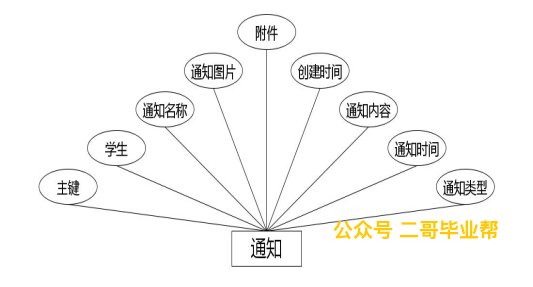 附件
通知图片
创建时间
通知名称
通知内容
学生
通知时间
主键
通知类型
公众号 二哥毕业帮
通知